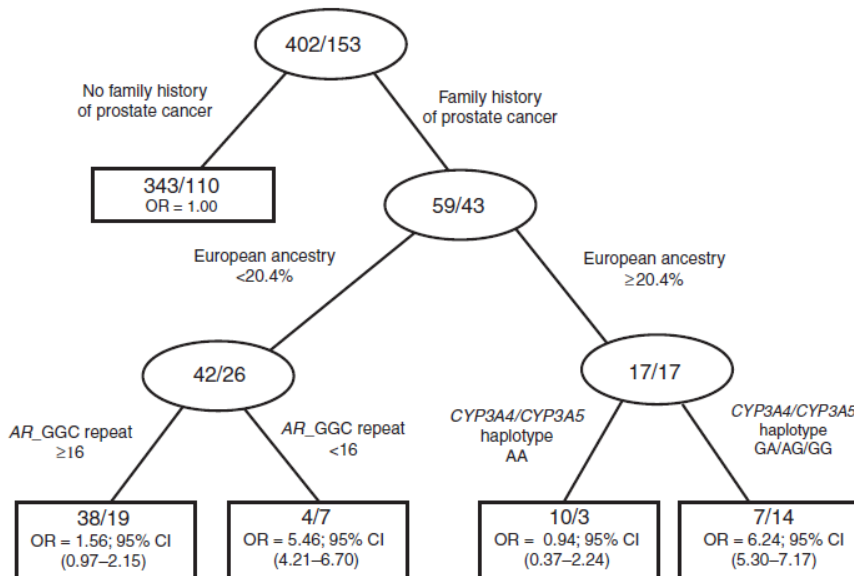 402/153
No family history
of prostate cancer
Family history
of prostate cancer
343/110
OR = 1.00
59/43
European ancestry
<20.4%
European ancestry
≥20.4%
42/26
17/17
AR_GGC repeat
≥16
AR_GGC repeat
<16
CYP3A4/CYP3A5
haplotype
AA
CYP3A4/CYP3A5
haplotype
GA/AG/GG
38/19
OR = 1.56; 95% CI
(0.97–2.15)
4/7
OR = 5.46; 95% CI
(4.21–6.70)
10/3
OR = 0.94; 95% CI
(0.37–2.24)
7/14
OR = 6.24; 95% CI
(5.30–7.17)